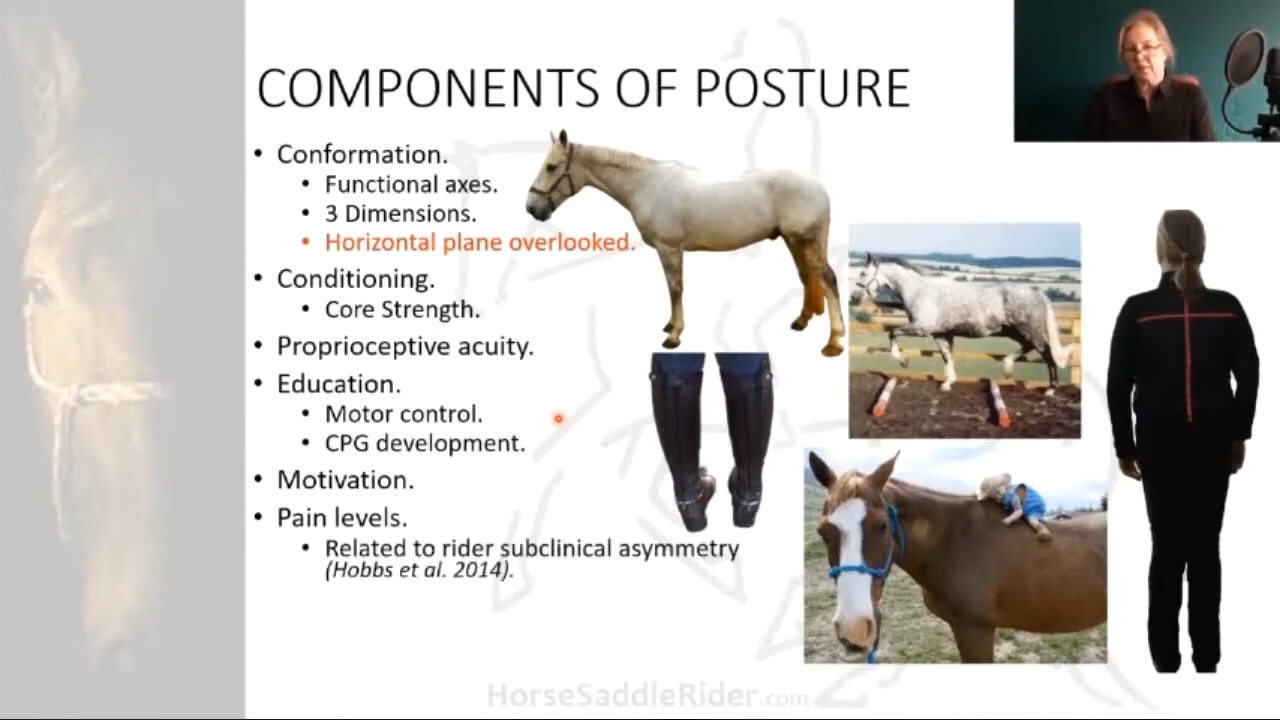 COMPONENTS OF POSTURE
• Conformation.
• Functional axes.
• 3 Dimensions.
• Horizontal plane overlooked.
• Conditioning.
• Core Strength.
• Proprioceptive acuity.
• Education.
• Motor control.
• CPG development.
• Motivation.
• Pain levels.
• Related to rider subclinical asymmetry
(Hobbs et al. 2014).
HorseSaddleRider.com